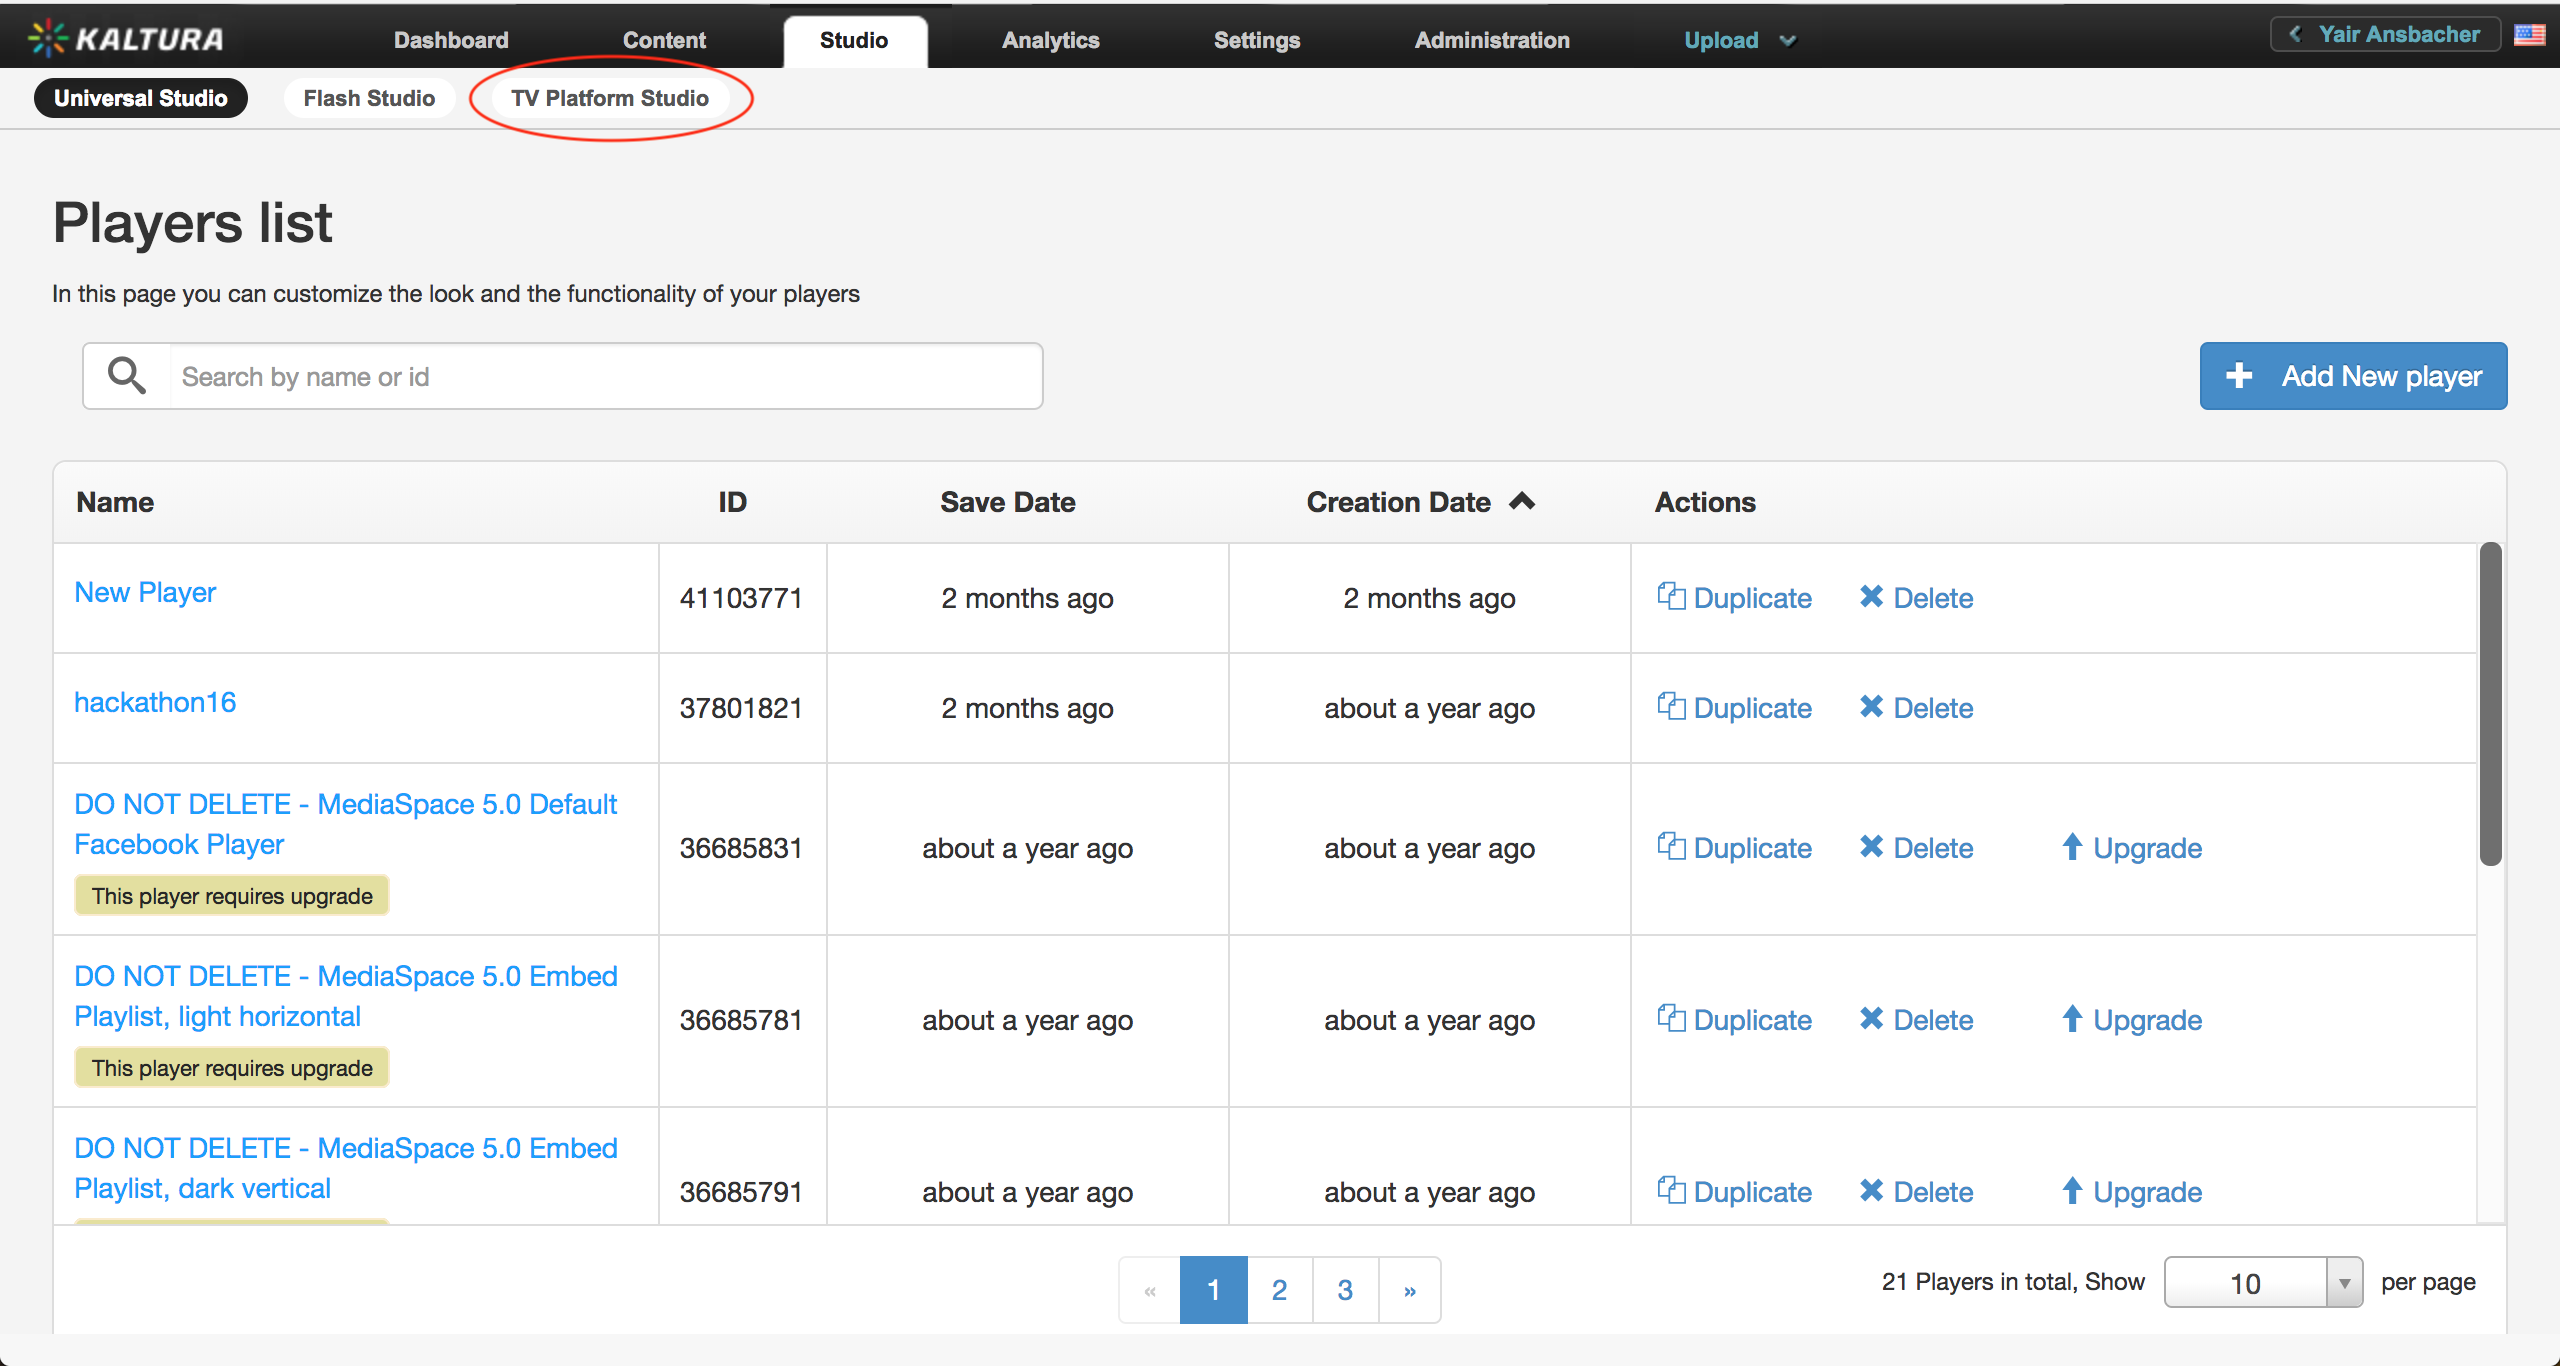 KALTURA Dashboard Content Studio Analytics Settings Administration Upload Yair Ansbacher
Universal Studio Flash Studio TV Platform Studio
Players list
In this page you can customize the look and the functionality of your players
Search by name or id
Add New player
Name ID Save Date Creation Date Actions
New Player 41103771 2 months ago 2 months ago Duplicate Delete
hackathon16 37801821 2 months ago about a year ago Duplicate Delete
DO NOT DELETE - MediaSpace 5.0 Default
Facebook Player 36685831 about a year ago about a year ago Duplicate Delete Upgrade
This player requires upgrade
DO NOT DELETE - MediaSpace 5.0 Embed
Playlist, light horizontal 36685781 about a year ago about a year ago Duplicate Delete Upgrade
This player requires upgrade
DO NOT DELETE - MediaSpace 5.0 Embed
Playlist, dark vertical 36685791 about a year ago about a year ago Duplicate Delete Upgrade
« 1 2 3 » 21 Players in total, Show 10 per page